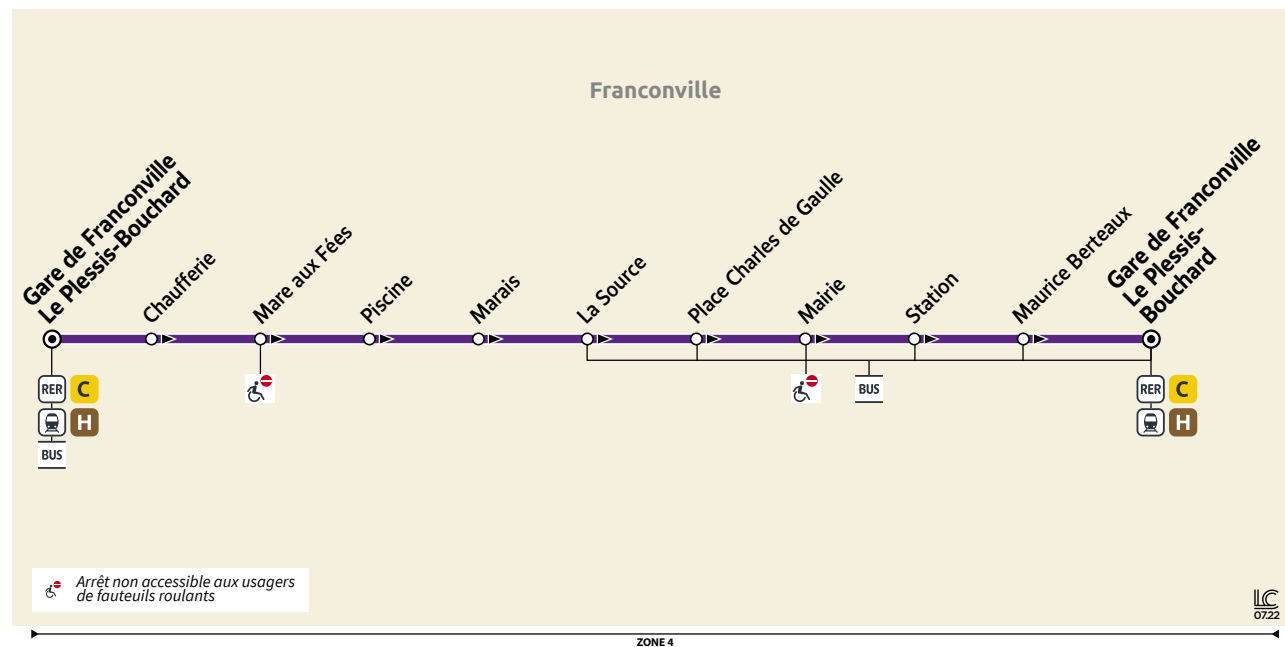 Franconville
Gare de Franconville
Le Plessis-Bouchard
Chaufferie
Mare aux Fées
Piscine
Marais
La Source
Place Charles de Gaulle
Mairie
Station
Maurice Berteaux
Gare de Franconville
Le Plessis-
Bouchard
RER C
H
BUS
BUS
RER C
H
Arrêt non accessible aux usagers
de fauteuils roulants
LC
07.22
ZONE 4